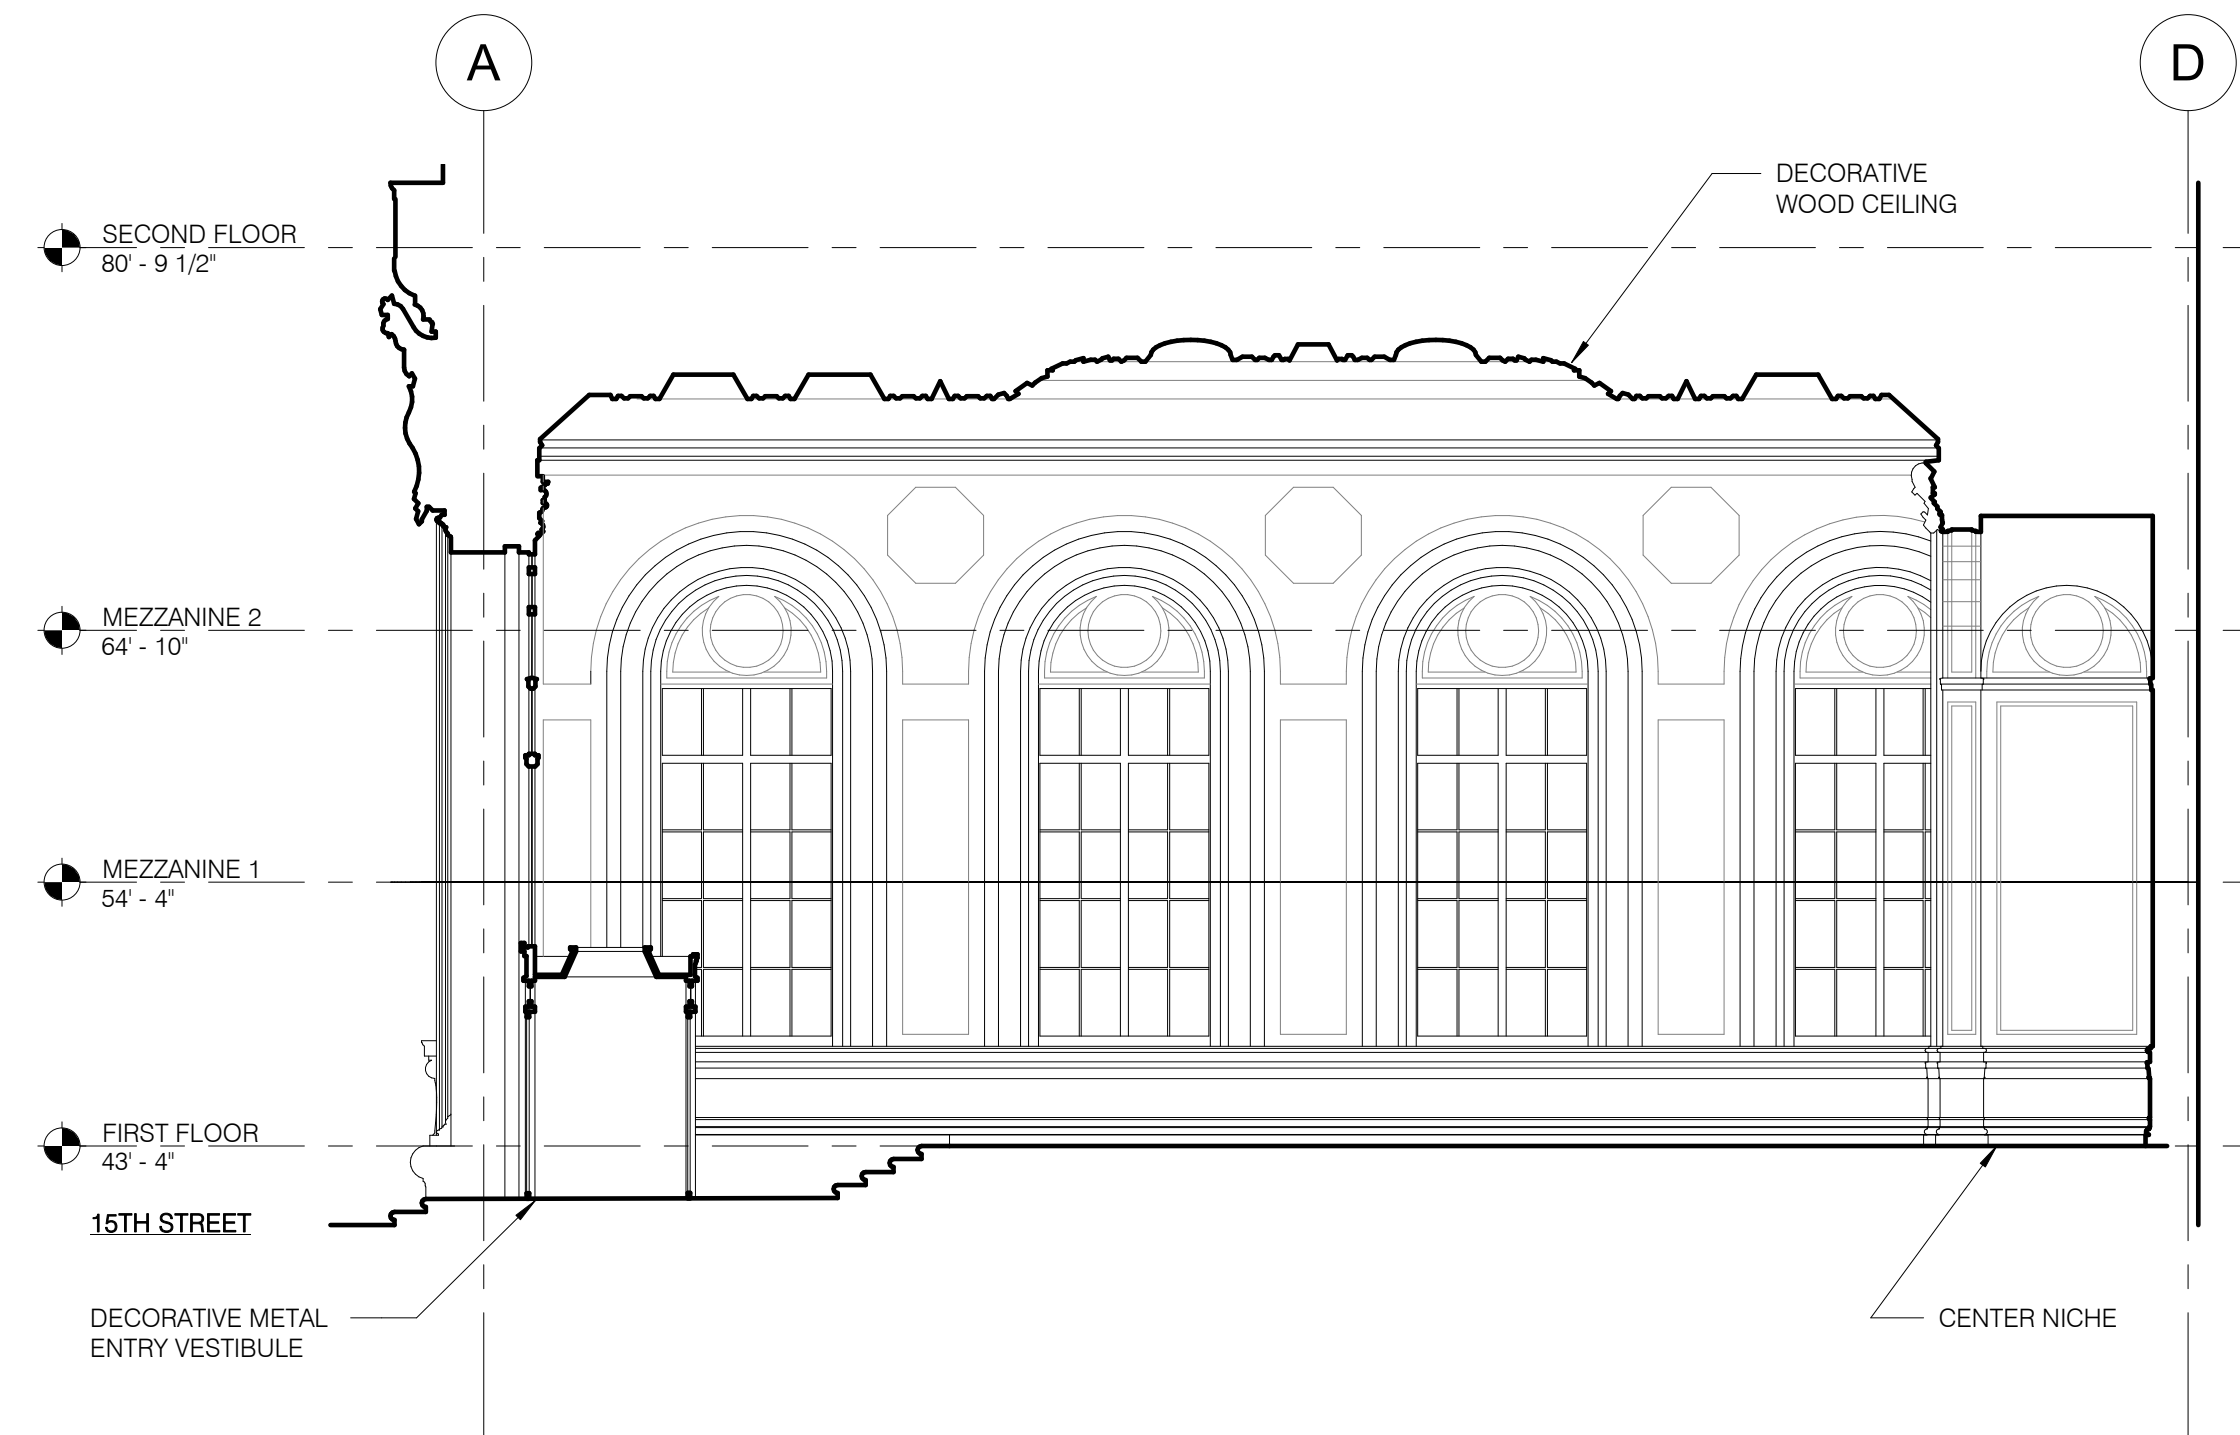 A
D
DECORATIVE
WOOD CEILING
SECOND FLOOR
80' - 9 1/2"
MEZZANINE 2
64' - 10"
MEZZANINE 1
54' - 4"
FIRST FLOOR
43' - 4"
15TH STREET
DECORATIVE METAL
ENTRY VESTIBULE
CENTER NICHE